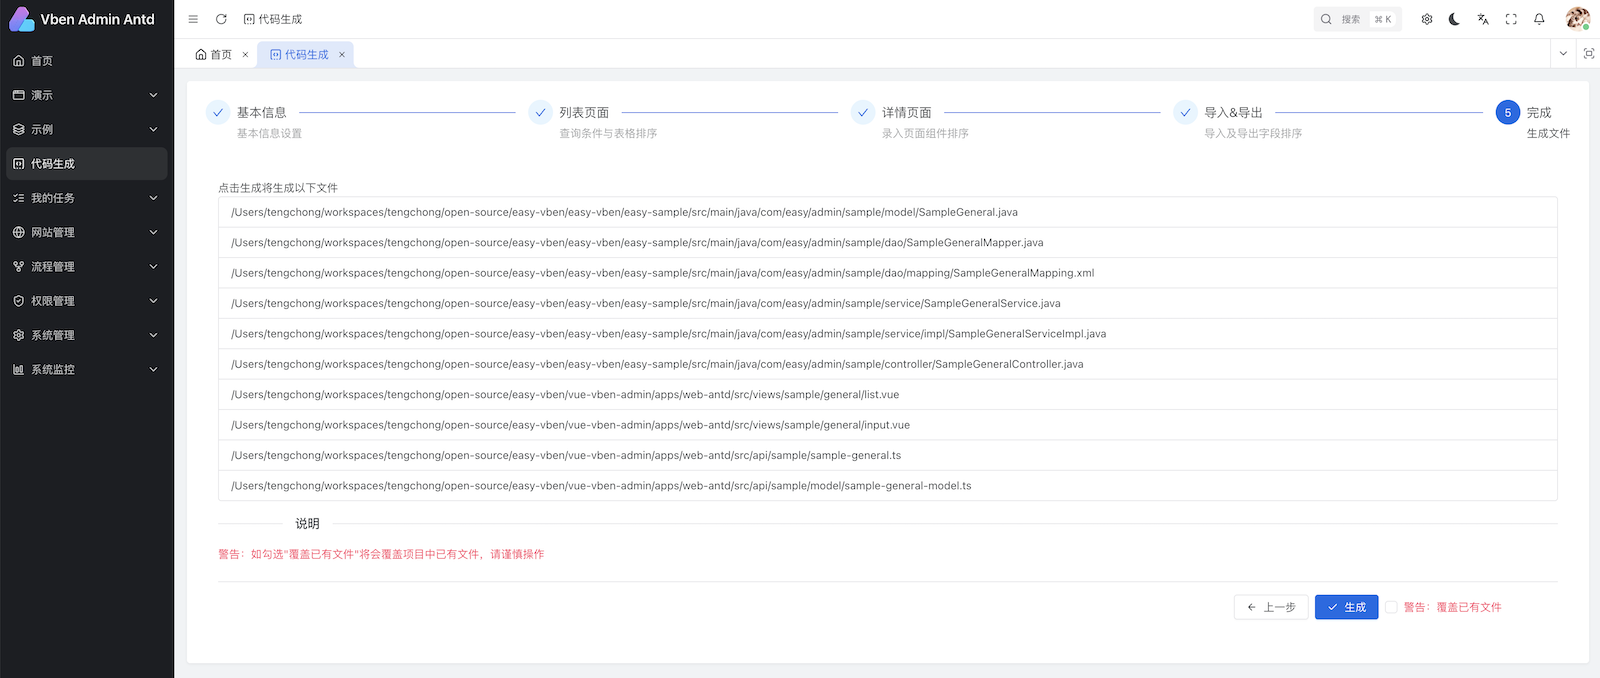 Vben Admin Antd
代码生成
搜索 ⌘ K
首页
演示
示例
代码生成
我的任务
网站管理
流程管理
权限管理
系统管理
系统监控
首页 × 代码生成 ×
基本信息
基本信息设置
列表页面
查询条件与表格排序
详情页面
录入页面组件排序
导入&导出
导入及导出字段排序
5 完成
生成文件
点击生成将生成以下文件
/Users/tengchong/workspaces/tengchong/open-source/easy-vben/easy-vben/easy-sample/src/main/java/com/easy/admin/sample/model/SampleGeneral.java
/Users/tengchong/workspaces/tengchong/open-source/easy-vben/easy-vben/easy-sample/src/main/java/com/easy/admin/sample/dao/SampleGeneralMapper.java
/Users/tengchong/workspaces/tengchong/open-source/easy-vben/easy-vben/easy-sample/src/main/java/com/easy/admin/sample/dao/mapping/SampleGeneralMapping.xml
/Users/tengchong/workspaces/tengchong/open-source/easy-vben/easy-vben/easy-sample/src/main/java/com/easy/admin/sample/service/SampleGeneralService.java
/Users/tengchong/workspaces/tengchong/open-source/easy-vben/easy-vben/easy-sample/src/main/java/com/easy/admin/sample/service/impl/SampleGeneralServiceImpl.java
/Users/tengchong/workspaces/tengchong/open-source/easy-vben/easy-vben/easy-sample/src/main/java/com/easy/admin/sample/controller/SampleGeneralController.java
/Users/tengchong/workspaces/tengchong/open-source/easy-vben/vue-vben-admin/apps/web-antd/src/views/sample/general/list.vue
/Users/tengchong/workspaces/tengchong/open-source/easy-vben/vue-vben-admin/apps/web-antd/src/views/sample/general/input.vue
/Users/tengchong/workspaces/tengchong/open-source/easy-vben/vue-vben-admin/apps/web-antd/src/api/sample/sample-general.ts
/Users/tengchong/workspaces/tengchong/open-source/easy-vben/vue-vben-admin/apps/web-antd/src/api/sample/model/sample-general-model.ts
说明
警告：如勾选"覆盖已有文件"将会覆盖项目中已有文件，请谨慎操作
上一步
生成
警告：覆盖已有文件